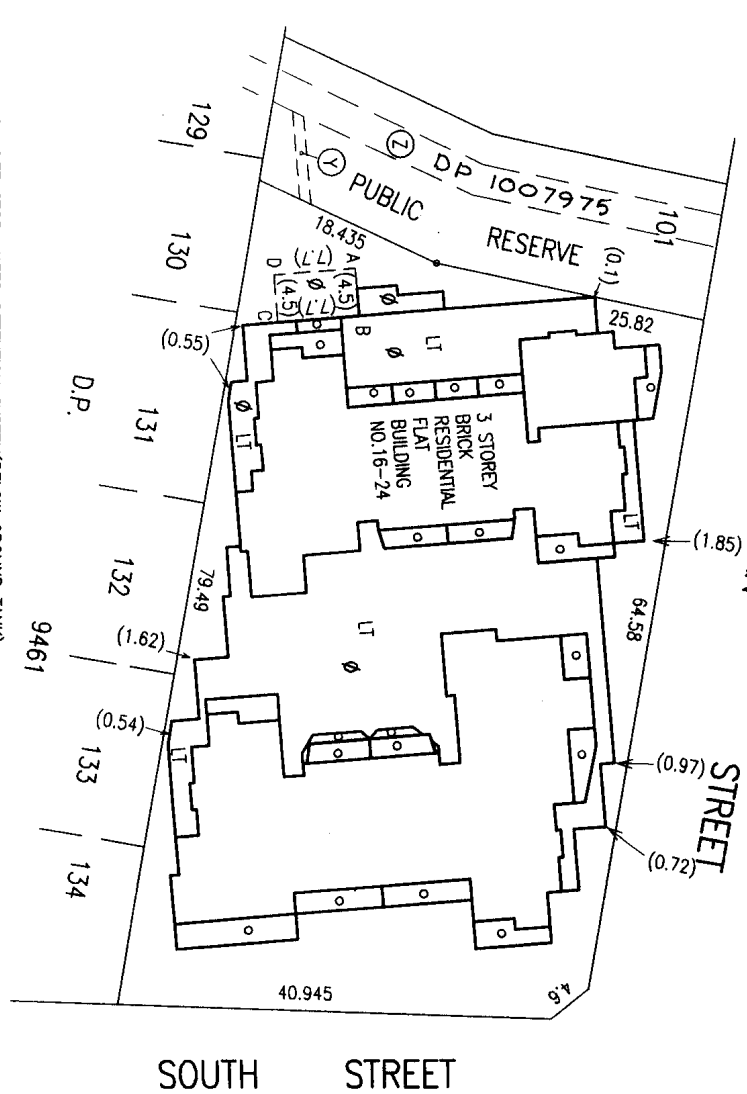 129
130
131
132
133
134
D.P.
9461
Z
DP 1007975
101
Y
PUBLIC
RESERVE
18.435
(0.1)
25.82
A
(7.7)
D
(4.5)
Ø
(4.5)
(7.7)
C
B
Ø
LT
Ø
(0.55)
Ø
LT
3 STOREY
BRICK
RESIDENTIAL
FLAT
BUILDING
NO.16-24
LT
(1.85)
64.58
79.49
(1.62)
LT
Ø
(0.54)
LT
(0.97)
STREET
(0.72)
40.945
4.6
SOUTH STREET